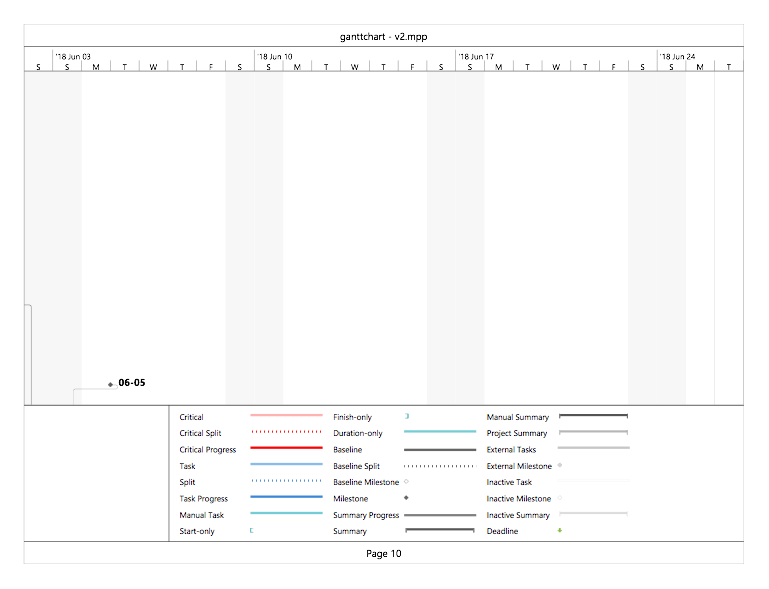 ganttchart - v2.mpp
'18 Jun 03 '18 Jun 10 '18 Jun 17 '18 Jun 24
S S M T W T F S S M T W T F S S M T W T F S S M T
06-05
Critical Finish-only Manual Summary
Critical Split Duration-only Project Summary
Critical Progress Baseline External Tasks
Task Baseline Split External Milestone
Split Baseline Milestone Inactive Task
Task Progress Milestone Inactive Milestone
Manual Task Summary Progress Inactive Summary
Start-only Summary Deadline
Page 10